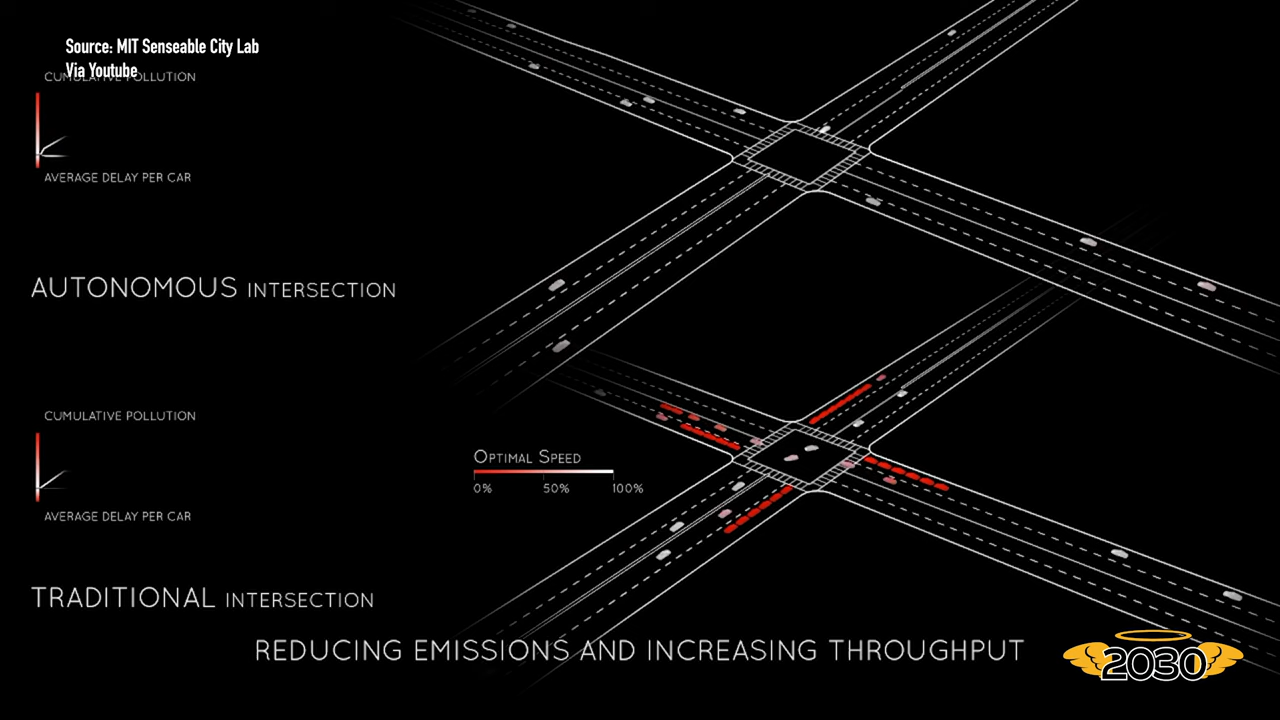 Source: MIT Senseable City Lab
Via Youtube
CUMULATIVE POLLUTION
AVERAGE DELAY PER CAR
AUTONOMOUS INTERSECTION
CUMULATIVE POLLUTION
AVERAGE DELAY PER CAR
OPTIMAL SPEED
0% 50% 100%
TRADITIONAL INTERSECTION
REDUCING EMISSIONS AND INCREASING THROUGHPUT
2030